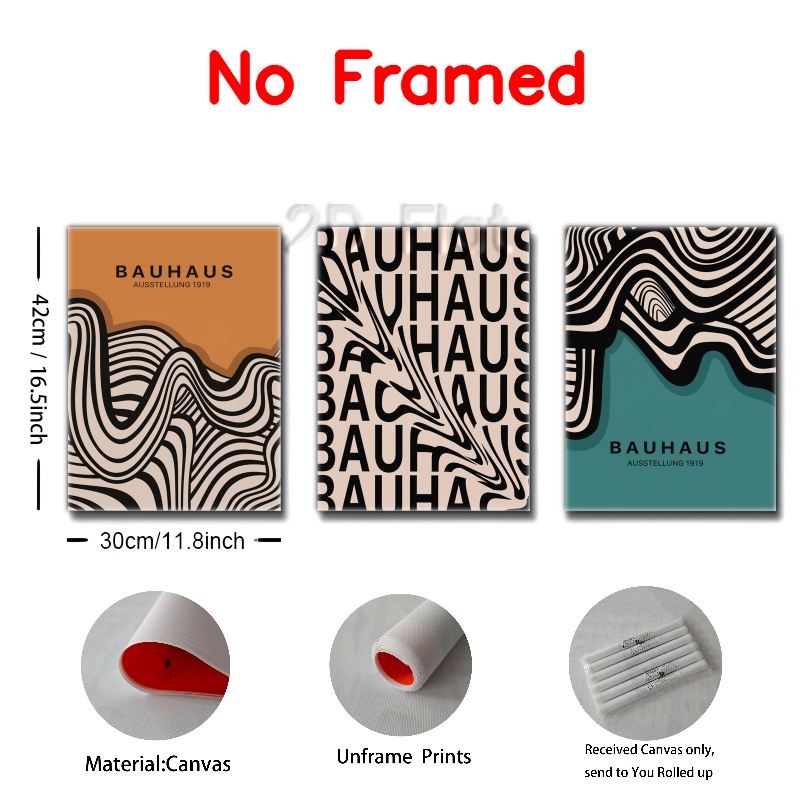 No Framed
2D Flat
BAUHAUS
AUSSTELLUNG 1919
BAUHAUS
BAUHAUS
BAUHAUS
BAUHAUS
BAUHAUS
BAUHAUS
BAUHAUS
AUSSTELLUNG 1919
42cm / 16.5inch
30cm/11.8inch
Material:Canvas
Unframe Prints
Received Canvas only,
send to You Rolled up